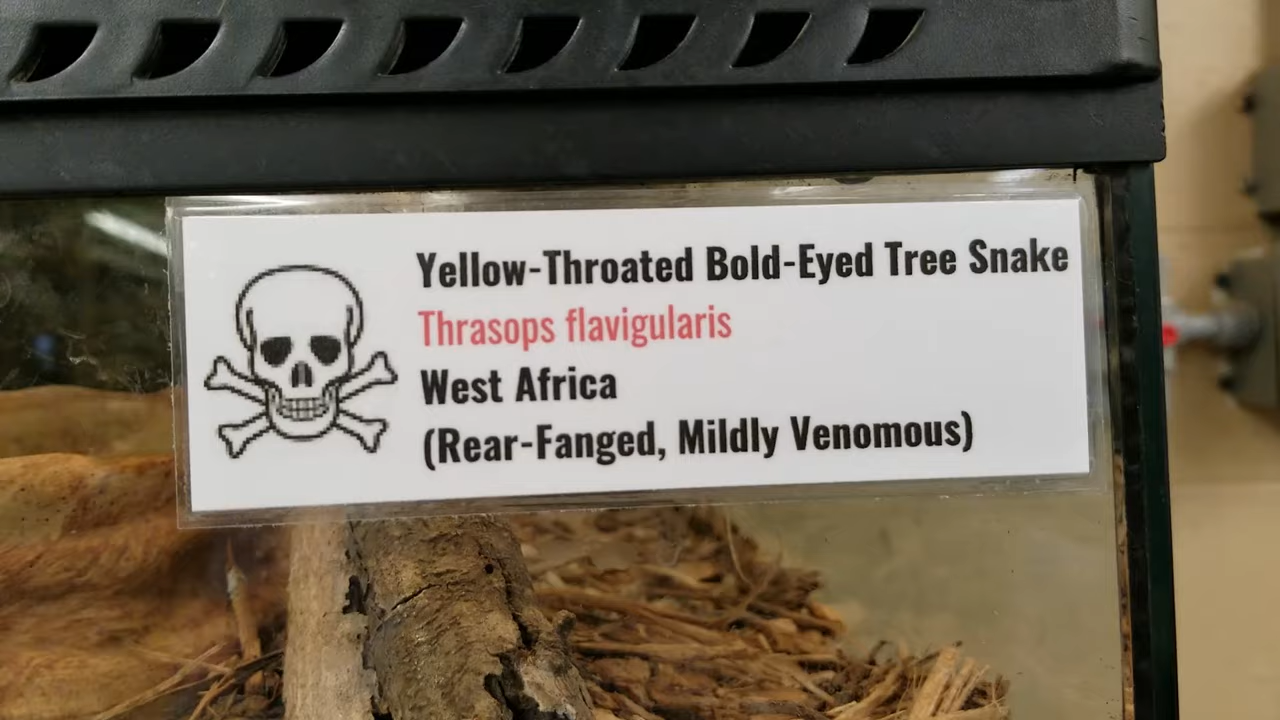 Yellow-Throated Bold-Eyed Tree Snake
Thrasops flavigularis
West Africa
(Rear-Fanged, Mildly Venomous)